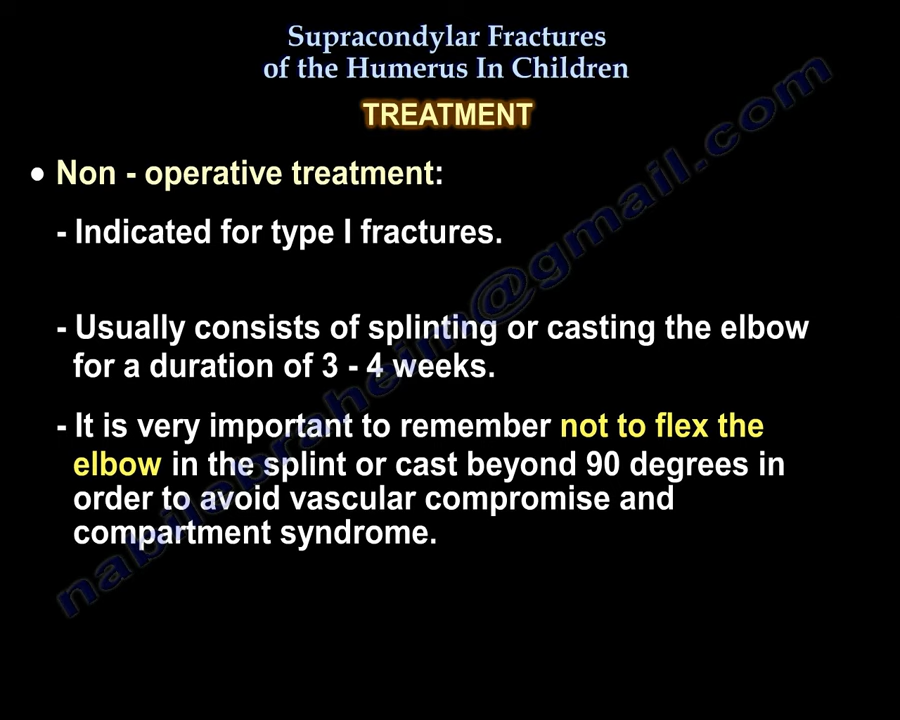 Supracondylar Fractures
of the Humerus In Children
TREATMENT
● Non - operative treatment:
- Indicated for type I fractures.
- Usually consists of splinting or casting the elbow
for a duration of 3 - 4 weeks.
- It is very important to remember not to flex the
elbow in the splint or cast beyond 90 degrees in
order to avoid vascular compromise and
compartment syndrome.
nabilebraheim@gmail.com